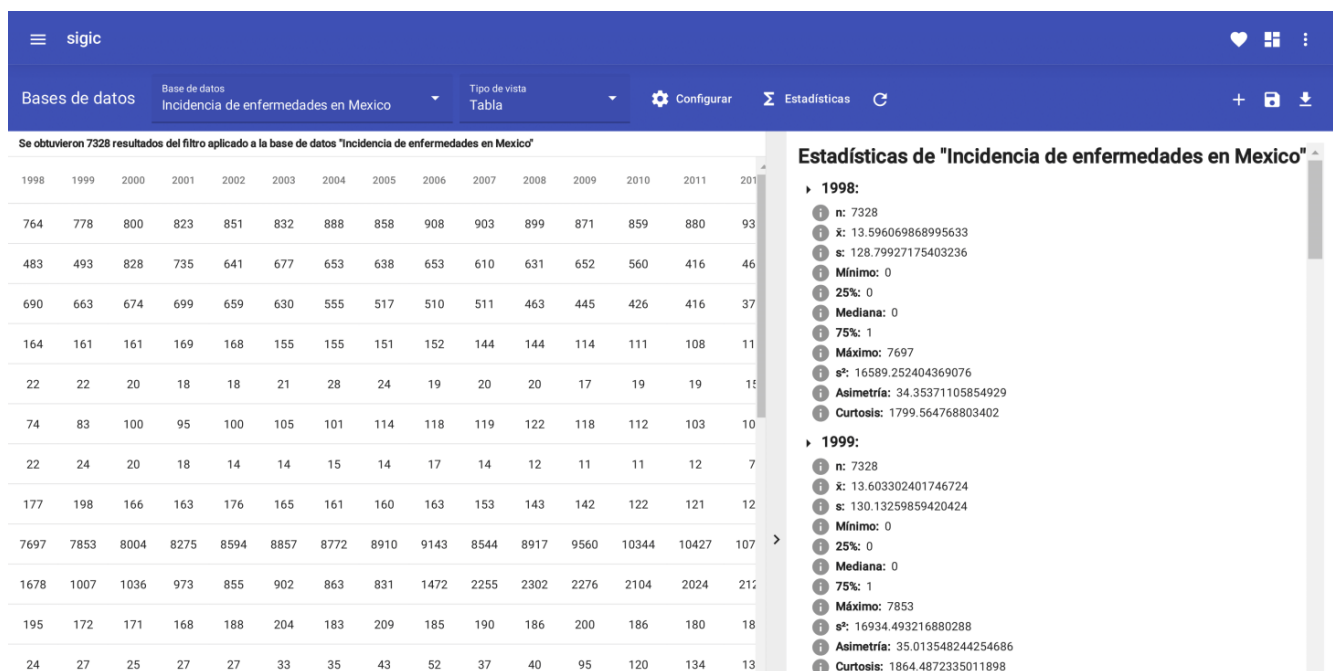 sigic
Bases de datos
Base de datos
Incidencia de enfermedades en Mexico
Tipo de vista
Tabla
Configurar
Σ Estadísticas
Se obtuvieron 7328 resultados del filtro aplicado a la base de datos "Incidencia de enfermedades en Mexico"
1998 1999 2000 2001 2002 2003 2004 2005 2006 2007 2008 2009 2010 2011 201
764 778 800 823 851 832 888 858 908 903 899 871 859 880 93
483 493 828 735 641 677 653 638 653 610 631 652 560 416 46
690 663 674 699 659 630 555 517 510 511 463 445 426 416 37
164 161 161 169 168 155 155 151 152 144 144 114 111 108 11
22 22 20 18 18 21 28 24 19 20 20 17 19 19 15
74 83 100 95 100 105 101 114 118 119 122 118 112 103 10
22 24 20 18 14 14 15 14 17 14 12 11 11 12 7
177 198 166 163 176 165 161 160 163 153 143 142 122 121 12
7697 7853 8004 8275 8594 8857 8772 8910 9143 8544 8917 9560 10344 10427 107
1678 1007 1036 973 855 902 863 831 1472 2255 2302 2276 2104 2024 212
195 172 171 168 188 204 183 209 185 190 186 200 186 180 18
24 27 25 27 27 33 35 43 52 37 40 95 120 134 13
Estadísticas de "Incidencia de enfermedades en Mexico"
1998:
n: 7328
x̄: 13.596069868995633
s: 128.79927175403236
Mínimo: 0
25%: 0
Mediana: 0
75%: 1
Máximo: 7697
s²: 16589.252404369076
Asimetría: 34.35371105854929
Curtosis: 1799.564768803402
1999:
n: 7328
x̄: 13.603302401746724
s: 130.13259859420424
Mínimo: 0
25%: 0
Mediana: 0
75%: 1
Máximo: 7853
s²: 16934.493216880288
Asimetría: 35.013548244254686
Curtosis: 1864.4872335011898